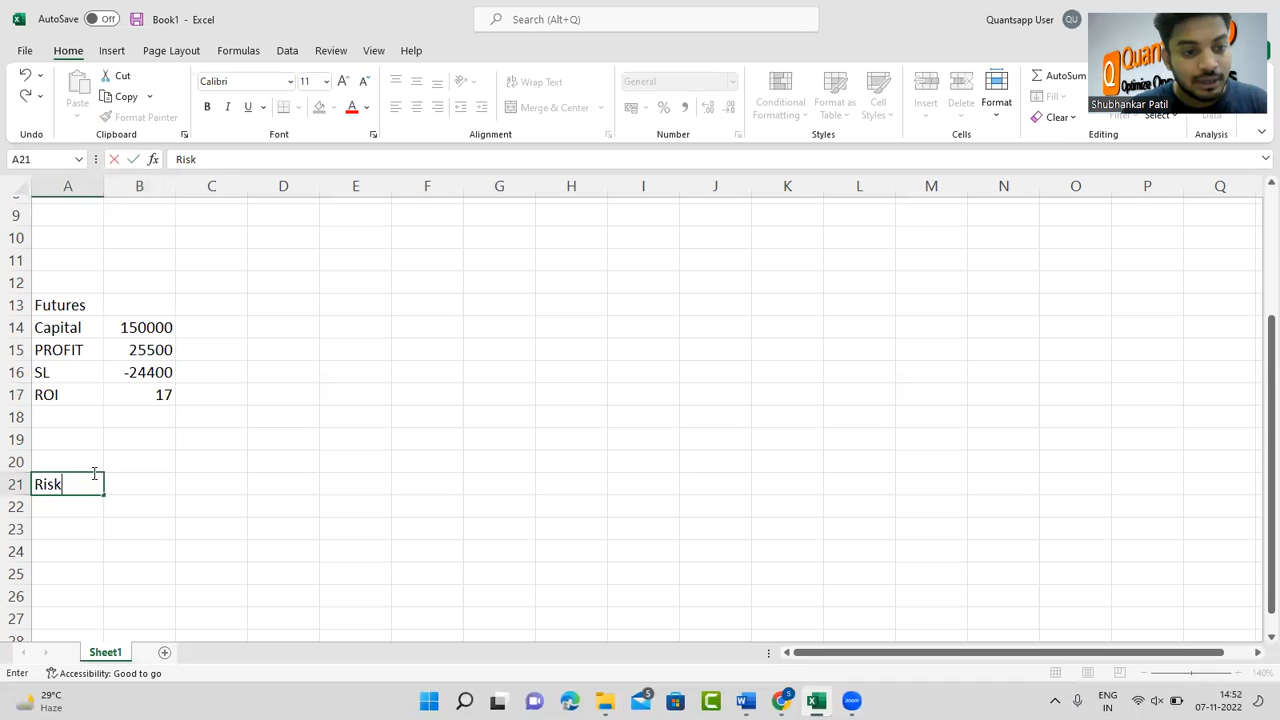 AutoSave Off Book1 - Excel Search (Alt+Q) Quantsapp User QU
File Home Insert Page Layout Formulas Data Review View Help
Cut
Copy
Format Painter
Paste
Calibri 11
B I U
Wrap Text
Merge & Center
General
Conditional Formatting
Format as Table
Cell Styles
Insert Delete Format
AutoSum
Fill
Clear
Filter Select
Undo Clipboard Font Alignment Number Styles Cells Editing Analysis
Shubhankar Patil
A21 fx Risk
A B C D E F G H I J K L M N O P Q
9
10
11
12
13 Futures
14 Capital 150000
15 PROFIT 25500
16 SL -24400
17 ROI 17
18
19
20
21 Risk
22
23
24
25
26
27
28
Sheet1
Enter Accessibility: Good to go 140%
29°C
Haze
5
S
ENG
IN
14:52
07-11-2022